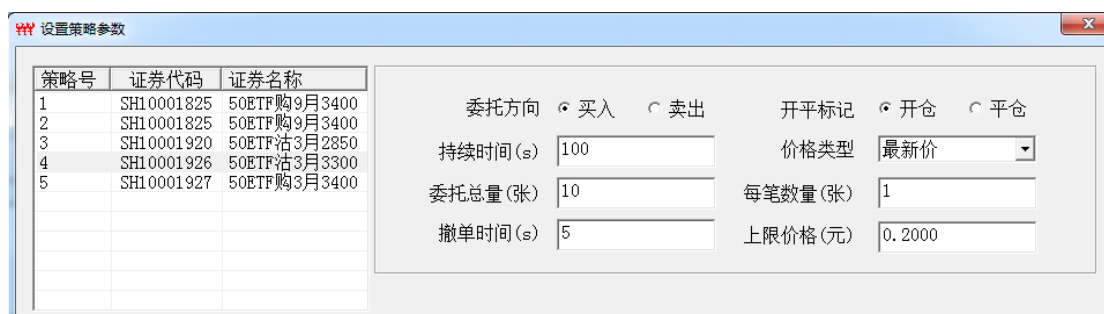 设置策略参数
策略号 证券代码 证券名称
1 SH10001825 50ETF购9月3400
2 SH10001825 50ETF购9月3400
3 SH10001920 50ETF沽3月2850
4 SH10001926 50ETF沽3月3300
5 SH10001927 50ETF购3月3400
委托方向 买入 卖出 开平标记 开仓 平仓
持续时间(s) 100 价格类型 最新价
委托总量(张) 10 每笔数量(张) 1
撤单时间(s) 5 上限价格(元) 0.2000